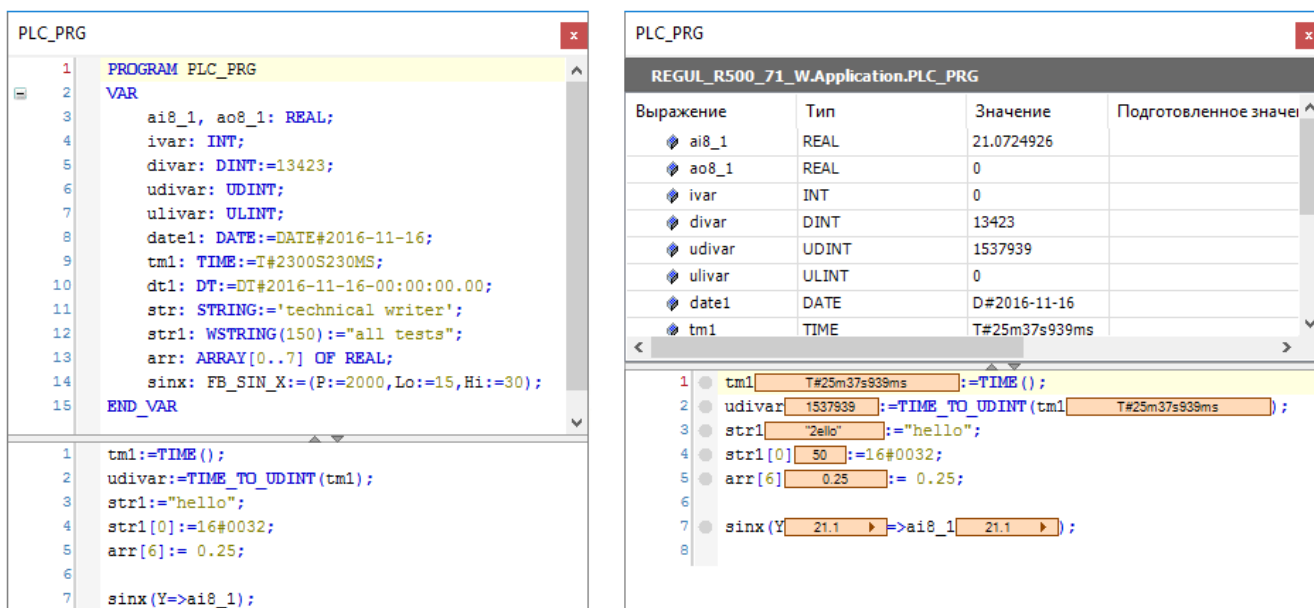 PLC_PRG
x
1 PROGRAM PLC_PRG
2 VAR
3 ai8_1, ao8_1: REAL;
4 ivar: INT;
5 divar: DINT:=13423;
6 udivar: UDINT;
7 ulivar: ULINT;
8 date1: DATE:=DATE#2016-11-16;
9 tm1: TIME:=T#2300S230MS;
10 dt1: DT:=DT#2016-11-16-00:00:00.00;
11 str: STRING:='technical writer';
12 str1: WSTRING(150):="all tests";
13 arr: ARRAY[0..7] OF REAL;
14 sinx: FB_SIN_X:=(P:=2000,Lo:=15,Hi:=30);
15 END_VAR
1 tm1:=TIME();
2 udivar:=TIME_TO_UDINT(tm1);
3 str1:="hello";
4 str1[0]:=16#0032;
5 arr[6]:= 0.25;
6
7 sinx(Y=>ai8_1);
PLC_PRG
x
REGUL_R500_71_W.Application.PLC_PRG
Выражение Тип Значение Подготовленное значен
ai8_1 REAL 21.0724926
ao8_1 REAL 0
ivar INT 0
divar DINT 13423
udivar UDINT 1537939
ulivar ULINT 0
date1 DATE D#2016-11-16
tm1 TIME T#25m37s939ms
1 tm1 T#25m37s939ms :=TIME();
2 udivar 1537939 :=TIME_TO_UDINT(tm1 T#25m37s939ms );
3 str1 "2ello" :="hello";
4 str1[0] 50 :=16#0032;
5 arr[6] 0.25 := 0.25;
6
7 sinx(Y 21.1 =>ai8_1 21.1 );
8